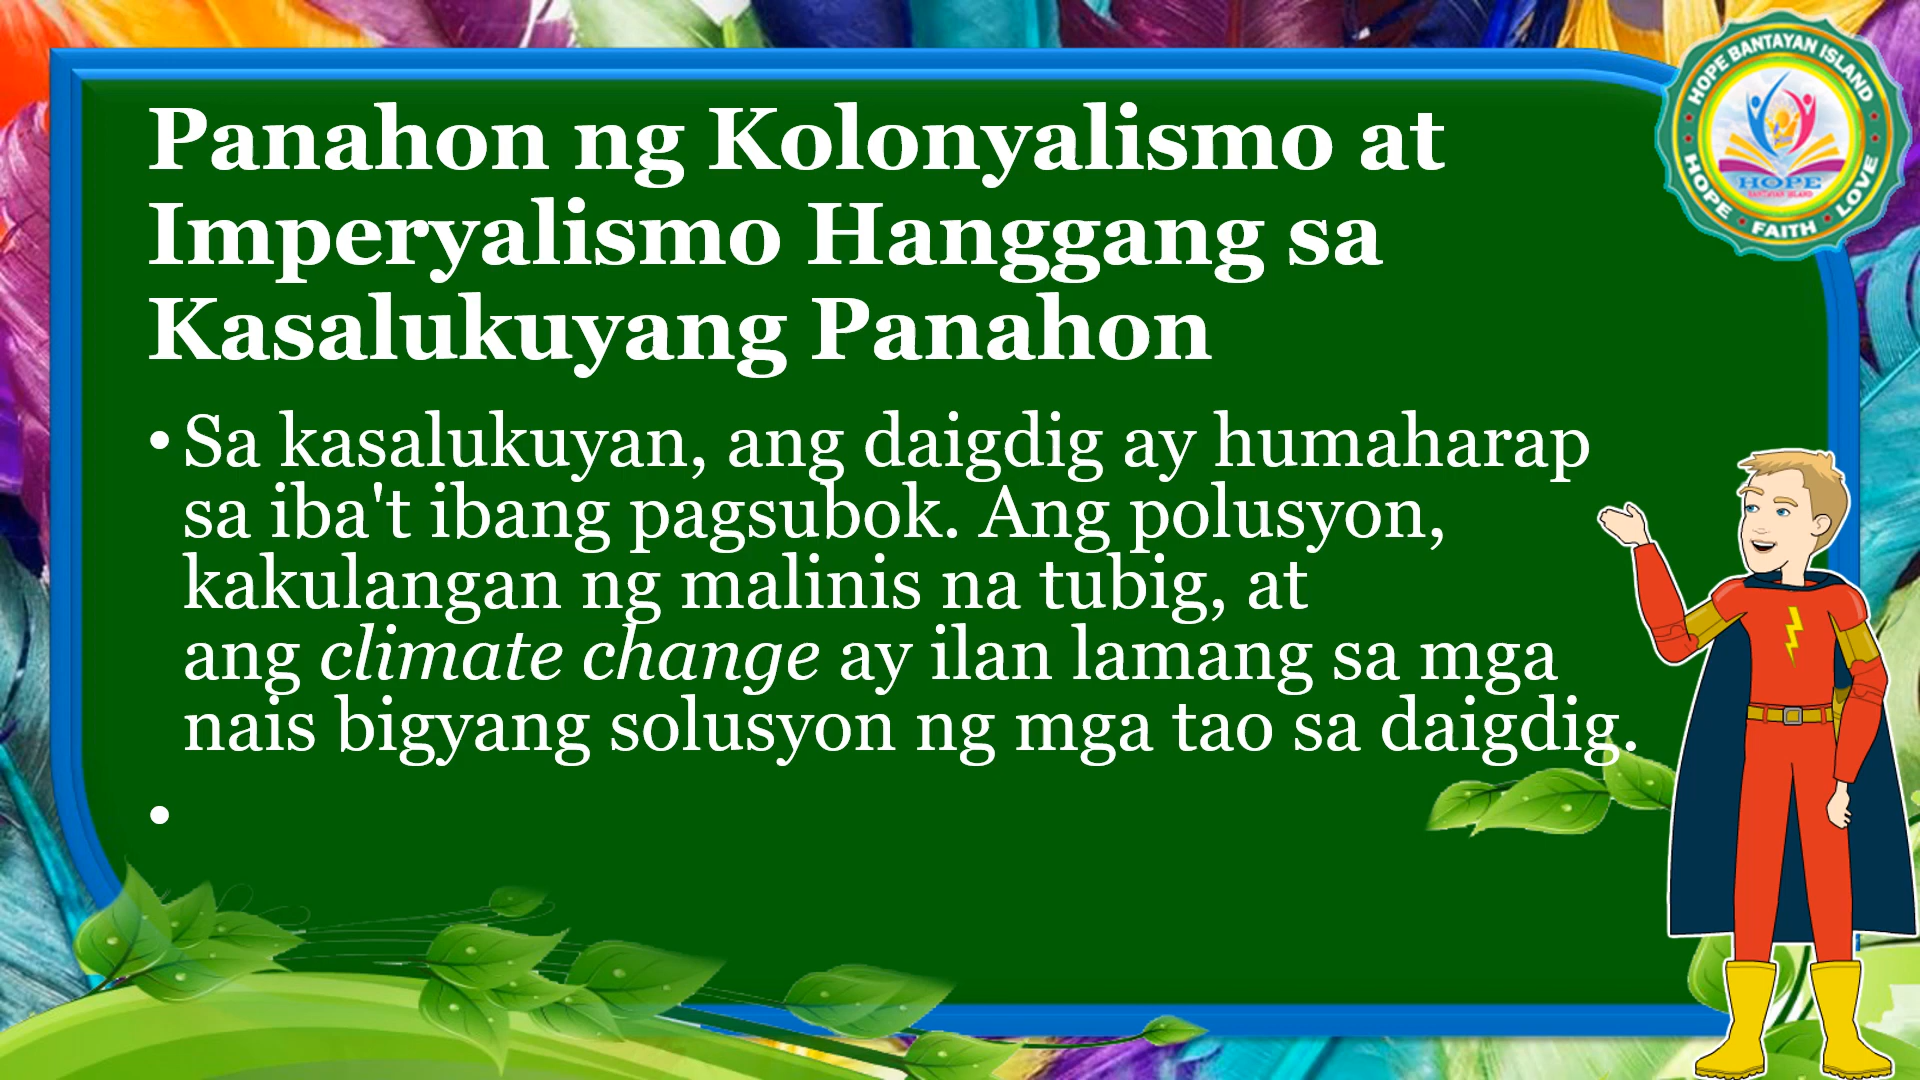 Panahon ng Kolonyalismo at
Imperyalismo Hanggang sa
Kasalukuyang Panahon
• Sa kasalukuyan, ang daigdig ay humaharap
sa iba't ibang pagsubok. Ang polusyon,
kakulangan ng malinis na tubig, at
ang climate change ay ilan lamang sa mga
nais bigyang solusyon ng mga tao sa daigdig.
•
HOPE BANTAYAN ISLAND
HOPE • FAITH • LOVE
HOPE
BANTAYAN ISLAND